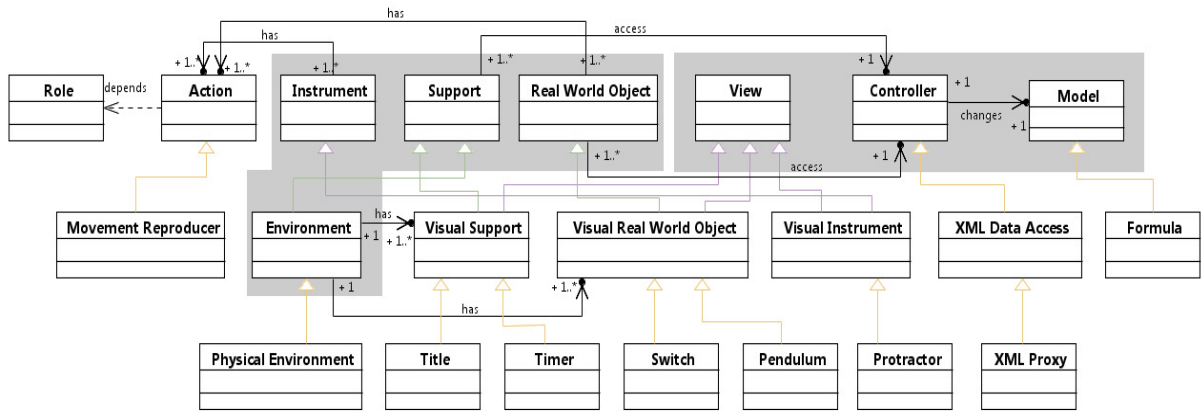 has
has
access
+ 1..*
+ 1..*
+ 1..*
+ 1..*
+ 1..*
+ 1
+ 1
Role
depends
Action
Instrument
Support
Real World Object
View
Controller
changes
Model
+ 1
+ 1..*
access
+ 1
Movement Reproducer
Environment
has
+ 1
+ 1..*
Visual Support
Visual Real World Object
Visual Instrument
XML Data Access
Formula
+ 1
has
+ 1..*
Physical Environment
Title
Timer
Switch
Pendulum
Protractor
XML Proxy